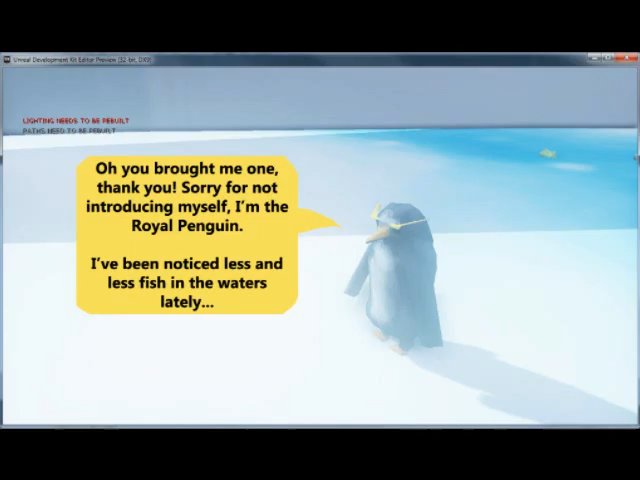 Unreal Development Kit Editor Preview (32-bit, DX9)
LIGHTING NEEDS TO BE REBUILT
PATHS NEED TO BE REBUILT
Oh you brought me one,
thank you! Sorry for not
introducing myself, I'm the
Royal Penguin.
I've been noticed less and
less fish in the waters
lately...